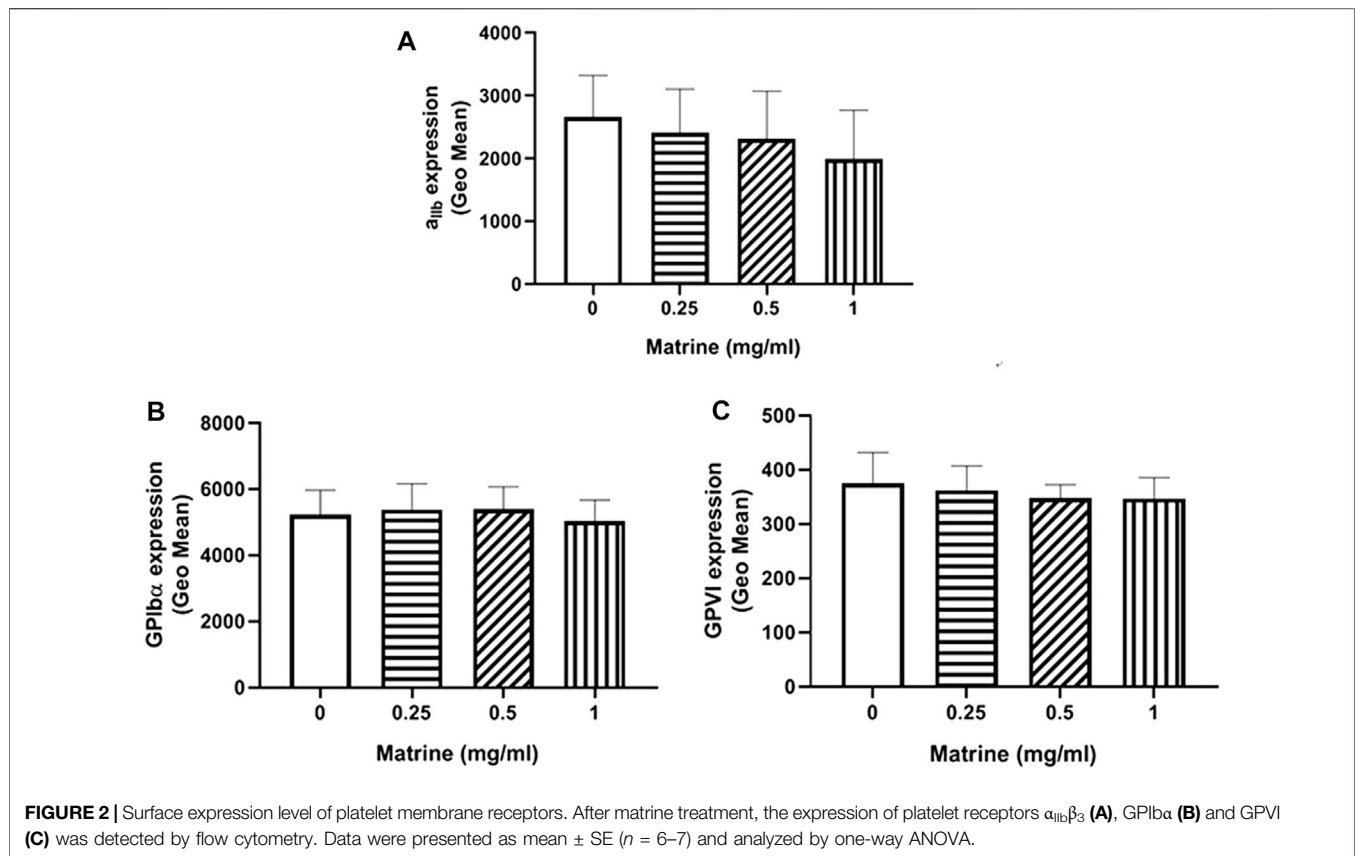 A
4000
3000
2000
1000
0
aIIb expression
(Geo Mean)
0 0.25 0.5 1
Matrine (mg/ml)
B
8000
6000
4000
2000
0
GPIbα expression
(Geo Mean)
0 0.25 0.5 1
Matrine (mg/ml)
C
500
400
300
200
100
0
GPVI expression
(Geo Mean)
0 0.25 0.5 1
Matrine (mg/ml)
FIGURE 2 | Surface expression level of platelet membrane receptors. After matrine treatment, the expression of platelet receptors αIIbβ3 (A), GPIbα (B) and GPVI
(C) was detected by flow cytometry. Data were presented as mean ± SE (n = 6–7) and analyzed by one-way ANOVA.